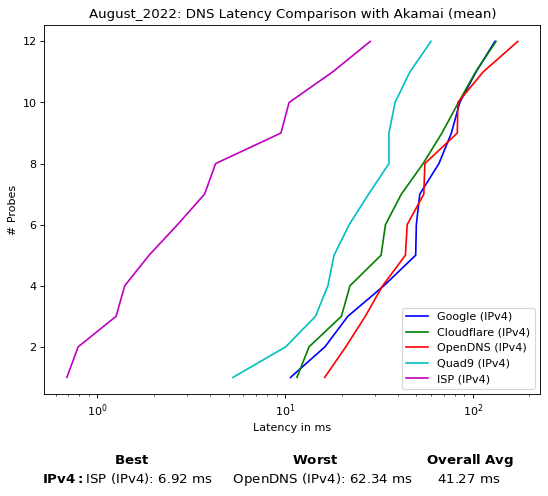 August_2022: DNS Latency Comparison with Akamai (mean)
12
10
8
6
4
2
# Probes
10⁰ 10¹ 10²
Latency in ms
Google (IPv4)
Cloudflare (IPv4)
OpenDNS (IPv4)
Quad9 (IPv4)
ISP (IPv4)
Best Worst Overall Avg
IPv4: ISP (IPv4): 6.92 ms OpenDNS (IPv4): 62.34 ms 41.27 ms